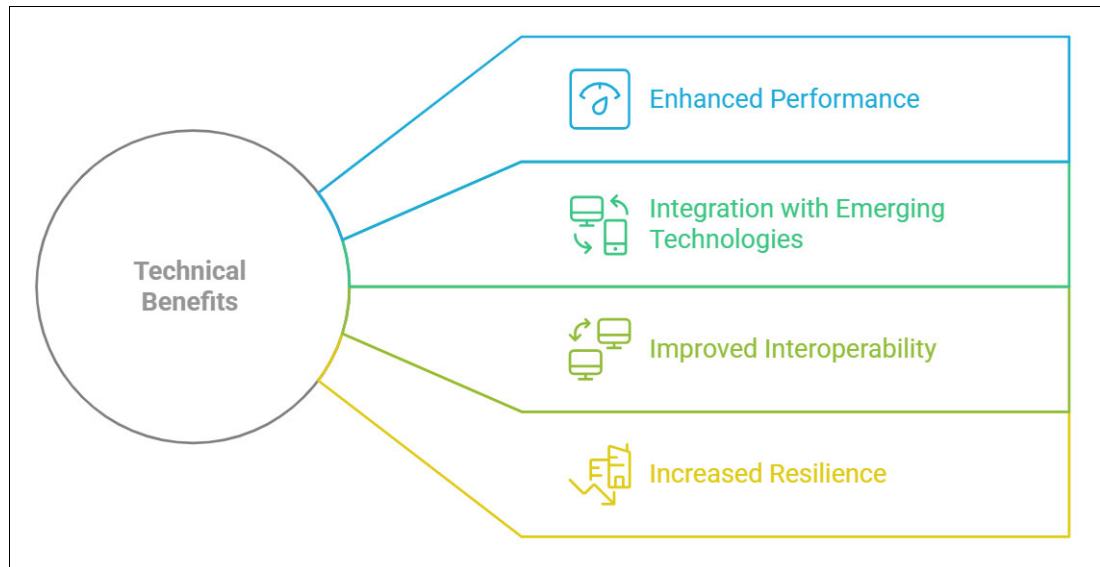 Technical
Benefits
Enhanced Performance
Integration with Emerging
Technologies
Improved Interoperability
Increased Resilience